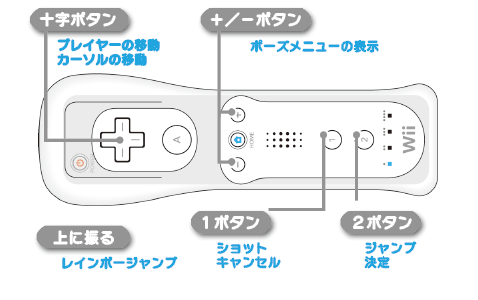 十字ボタン
プレイヤーの移動
カーソルの移動
+／-ボタン
ポーズメニューの表示
A
HOME
1
2
Wii
1ボタン
ショット
キャンセル
2ボタン
ジャンプ
決定
上に振る
レインボージャンプ